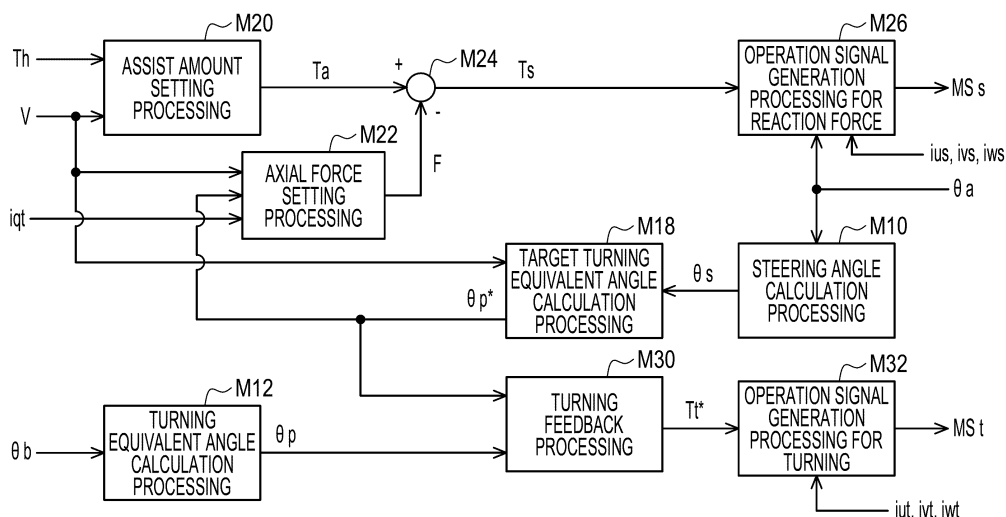 M20
M26
Th
ASSIST AMOUNT
SETTING
PROCESSING
Ta
+
M24
Ts
OPERATION SIGNAL
GENERATION
PROCESSING FOR
REACTION FORCE
MS s
V
-
M22
AXIAL FORCE
SETTING
PROCESSING
F
ius, ivs, iws
θ a
iqt
M18
M10
TARGET TURNING
EQUIVALENT ANGLE
CALCULATION
PROCESSING
θ s
STEERING ANGLE
CALCULATION
PROCESSING
θ p*
M30
M32
M12
TURNING
EQUIVALENT ANGLE
CALCULATION
PROCESSING
θ b
θ p
TURNING
FEEDBACK
PROCESSING
Tt*
OPERATION SIGNAL
GENERATION
PROCESSING FOR
TURNING
MS t
iut, ivt, iwt